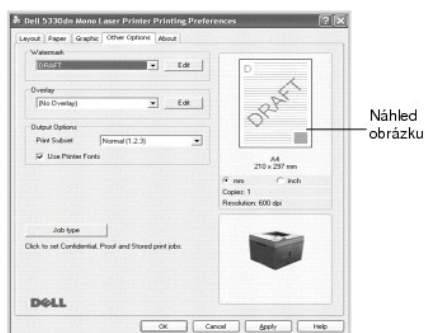 Dell 5330dn Mono Laser Printer Printing Preferences
Layout Paper Graphic Other Options About
Watermark
DRAFT
Edit
Overlay
(No Overlay)
Edit
Output Options
Print Subset Normal (1,2,3)
Use Printer Fonts
Job type
Click to set Confidential, Proof and Stored print jobs.
D
DRAFT
A4
210 x 297 mm
mm inch
Copies: 1
Resolution: 600 dpi
Náhled
obrázku
DELL
OK Cancel Apply Help